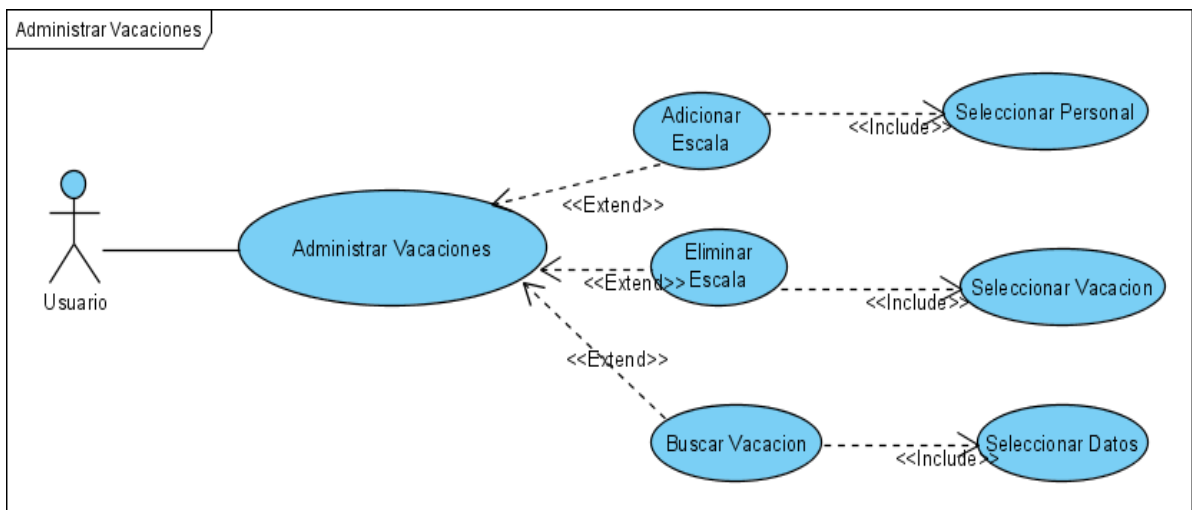 Administrar Vacaciones
Adicionar
Escala
<<Include>>
Seleccionar Personal
<<Extend>>
Administrar Vacaciones
Usuario
Eliminar
Escala
<<Extend>>
<<Include>>
Seleccionar Vacacion
<<Extend>>
Buscar Vacacion
<<Include>>
Seleccionar Datos